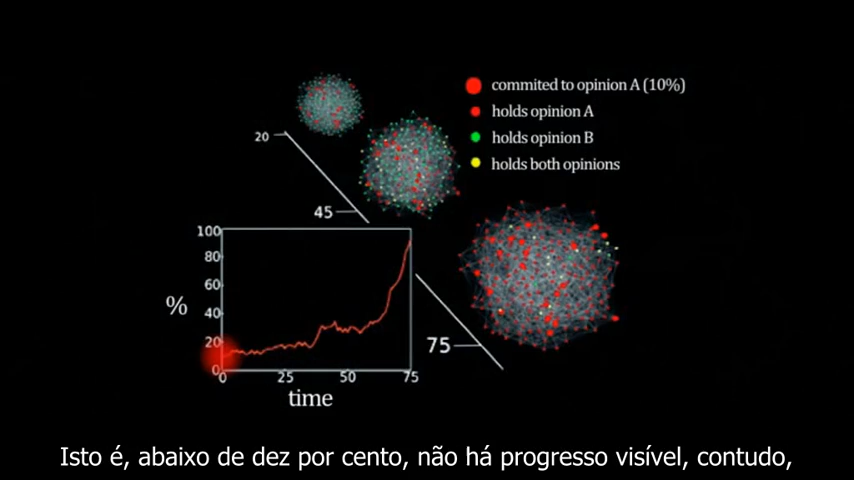 commited to opinion A (10%)
holds opinion A
holds opinion B
holds both opinions
20
45
75
100
80
60
40
20
0
%
0 25 50 75
time
Isto é, abaixo de dez por cento, não há progresso visível, contudo,